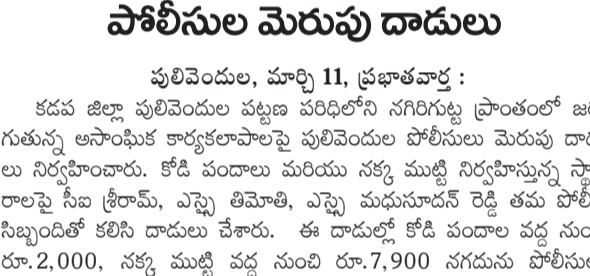 పోలీసుల మెరుపు దాడులు
పులివెందుల, మార్చి 11, ప్రభాతవార్త :
కడప జిల్లా పులివెందుల పట్టణ పరిధిలోని నగిరిగుట్ట ప్రాంతంలో జరి
గుతున్న అసాంఘిక కార్యకలాపాలపై పులివెందుల పోలీసులు మెరుపు దాడు
లు నిర్వహించారు. కోడి పందాలు మరియు నక్క ముట్టి నిర్వహిస్తున్న స్థావ
రాలపై సీఐ శ్రీరామ్, ఎస్సై తిమోతి, ఎస్సై మధుసూదన్ రెడ్డి తమ పోలీస్
సిబ్బందితో కలిసి దాడులు చేశారు. ఈ దాడుల్లో కోడి పందాల వద్ద నుంచి
రూ.2,000, నక్క ముట్టి వద్ద నుంచి రూ.7,900 నగదును పోలీసులు